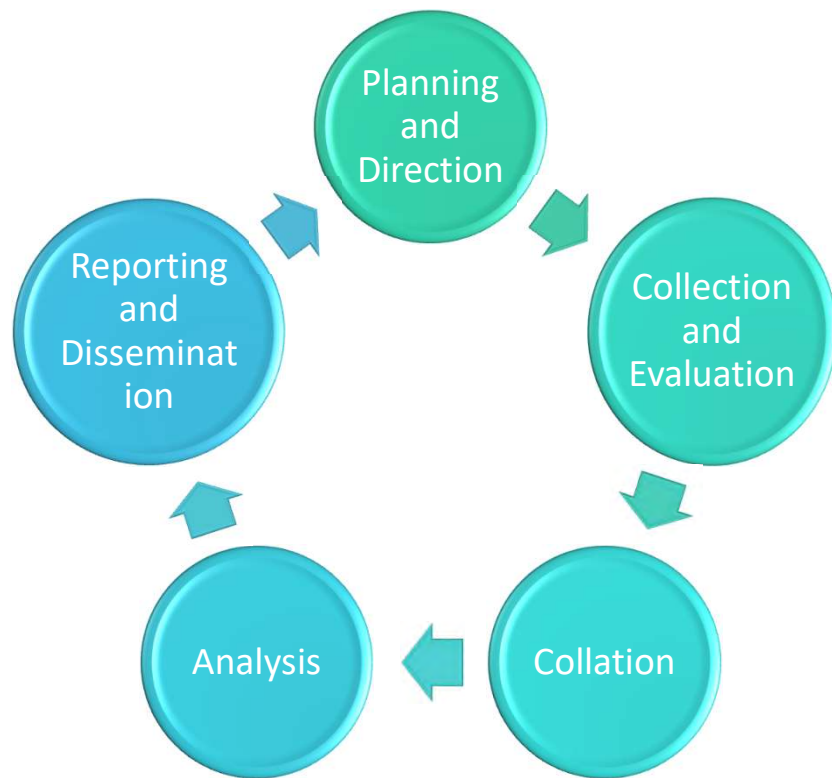 Planning
and
Direction
Collection
and
Evaluation
Collation
Analysis
Reporting
and
Disseminat
ion